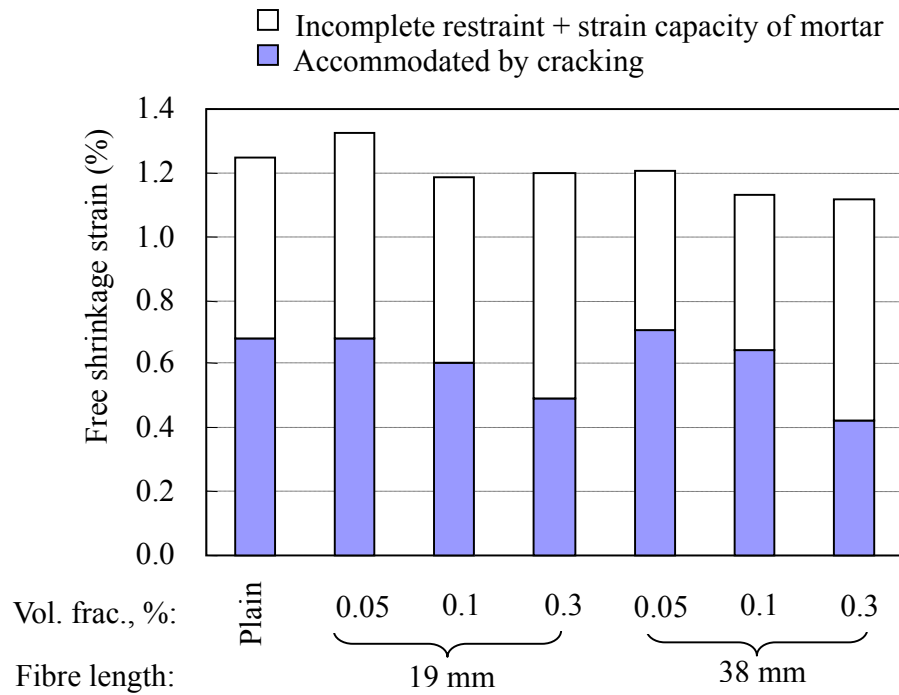 Incomplete restraint + strain capacity of mortar
Accommodated by cracking
Free shrinkage strain (%)
1.4
1.2
1.0
0.8
0.6
0.4
0.2
0.0
Vol. frac., %: Plain 0.05 0.1 0.3 0.05 0.1 0.3
Fibre length: 19 mm 38 mm